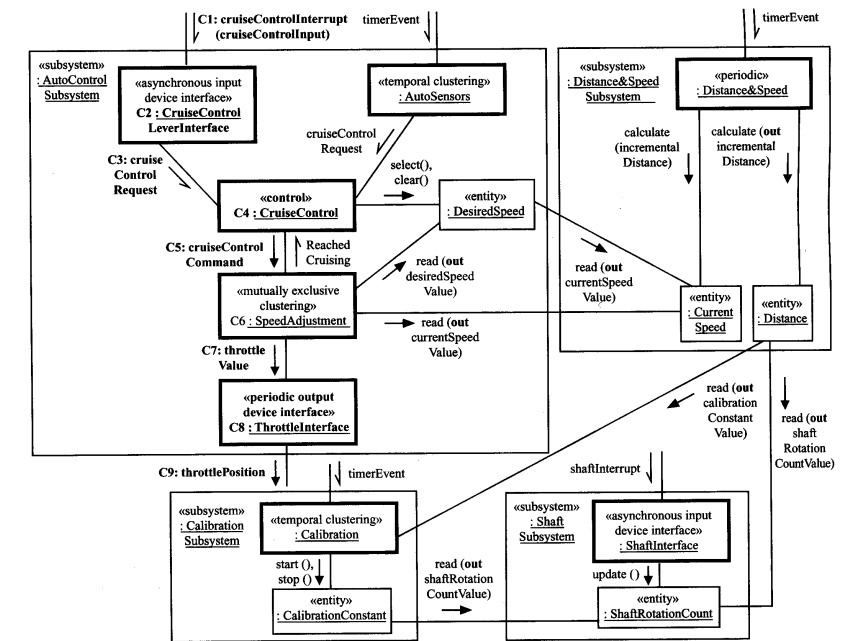 C1: cruiseControlInterrupt
(cruiseControlInput)
timerEvent
timerEvent
«subsystem»
: AutoControl
Subsystem
«asynchronous input
device interface»
C2 : CruiseControl
LeverInterface
«temporal clustering»
: AutoSensors
«subsystem»
: Distance&Speed
Subsystem
«periodic»
: Distance&Speed
cruiseControl
Request
calculate
(incremental
Distance)
calculate (out
incremental
Distance)
C3: cruise
Control
Request
select(),
clear()
«control»
C4 : CruiseControl
«entity»
: DesiredSpeed
C5: cruiseControl
Command
Reached
Cruising
read (out
desiredSpeed
Value)
read (out
currentSpeed
Value)
«mutually exclusive
clustering»
C6 : SpeedAdjustment
«entity»
: Current
Speed
«entity»
: Distance
read (out
currentSpeed
Value)
C7: throttle
Value
«periodic output
device interface»
C8 : ThrottleInterface
read (out
calibration
Constant
Value)
read (out
shaft
Rotation
CountValue)
C9: throttlePosition
timerEvent
shaftInterrupt
«subsystem»
: Calibration
Subsystem
«temporal clustering»
: Calibration
«subsystem»
: Shaft
Subsystem
«asynchronous input
device interface»
: ShaftInterface
start (),
stop ()
read (out
shaftRotation
CountValue)
update ()
«entity»
: CalibrationConstant
«entity»
: ShaftRotationCount